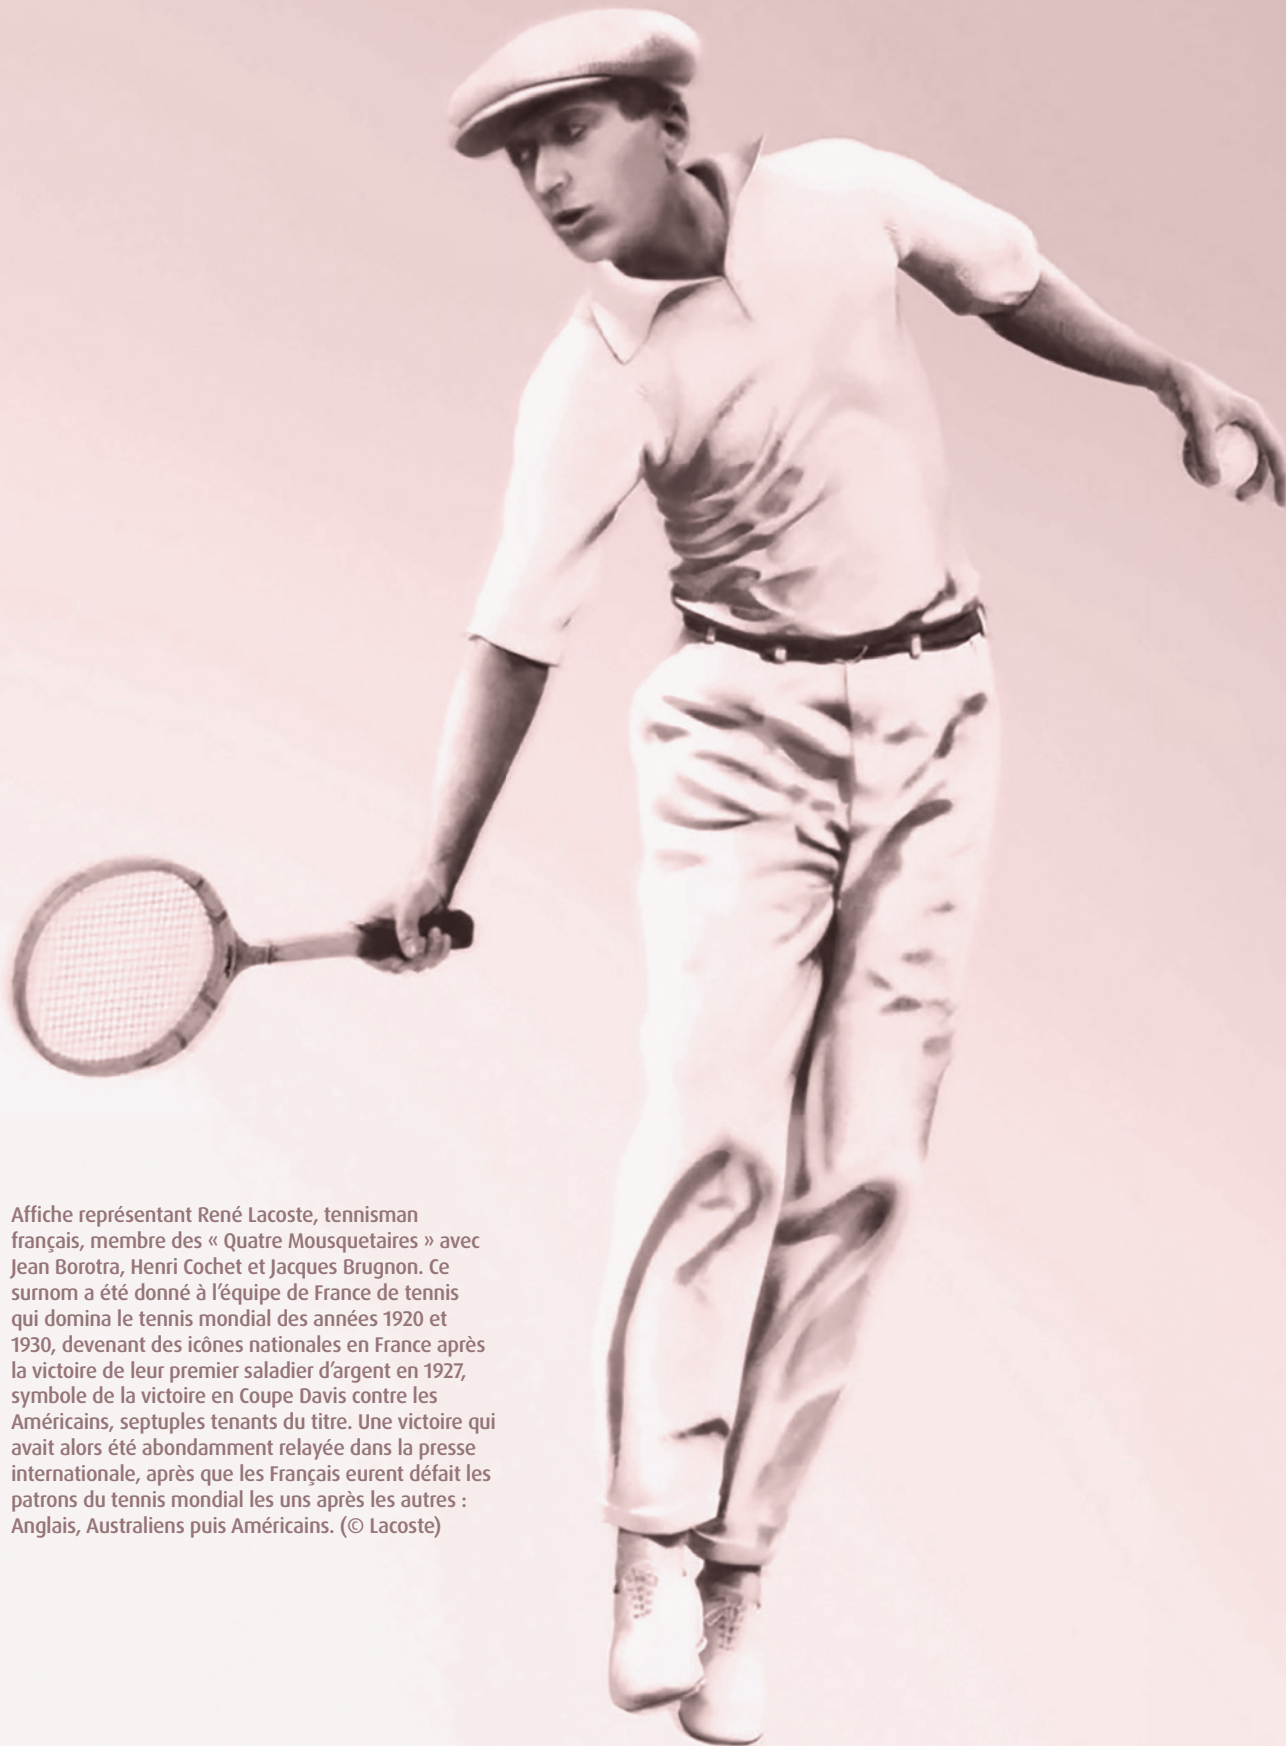 Affiche représentant René Lacoste, tennisman
français, membre des « Quatre Mousquetaires » avec
Jean Borotra, Henri Cochet et Jacques Brugnon. Ce
surnom a été donné à l’équipe de France de tennis
qui domina le tennis mondial des années 1920 et
1930, devenant des icônes nationales en France après
la victoire de leur premier saladier d’argent en 1927,
symbole de la victoire en Coupe Davis contre les
Américains, septuples tenants du titre. Une victoire qui
avait alors été abondamment relayée dans la presse
internationale, après que les Français eurent défait les
patrons du tennis mondial les uns après les autres :
Anglais, Australiens puis Américains. (© Lacoste)